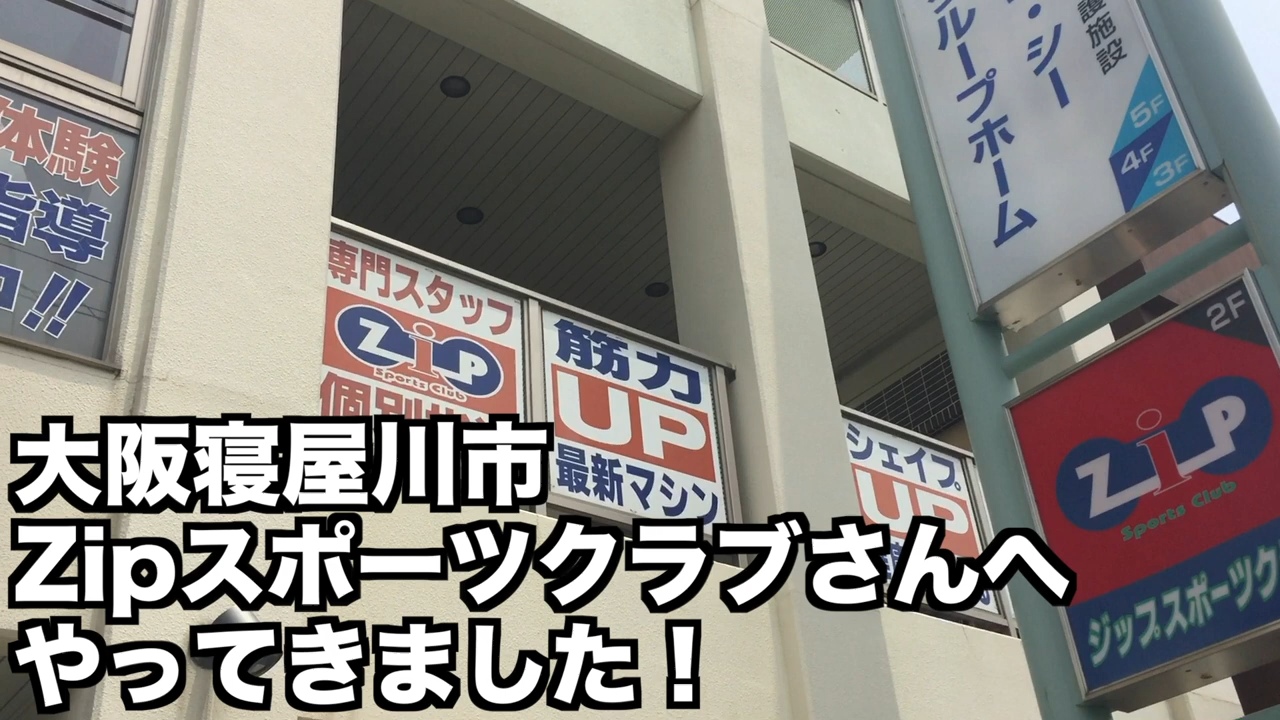 体験
指導
!!
専門スタッフ
Zip
Sports Club
筋力
UP
最新マシン
シェイプ
UP
グループホーム
・シー
護施設
5F
4F
3F
2F
Zip
Sports Club
ジップスポーツク
大阪寝屋川市
Zipスポーツクラブさんへ
やってきました！